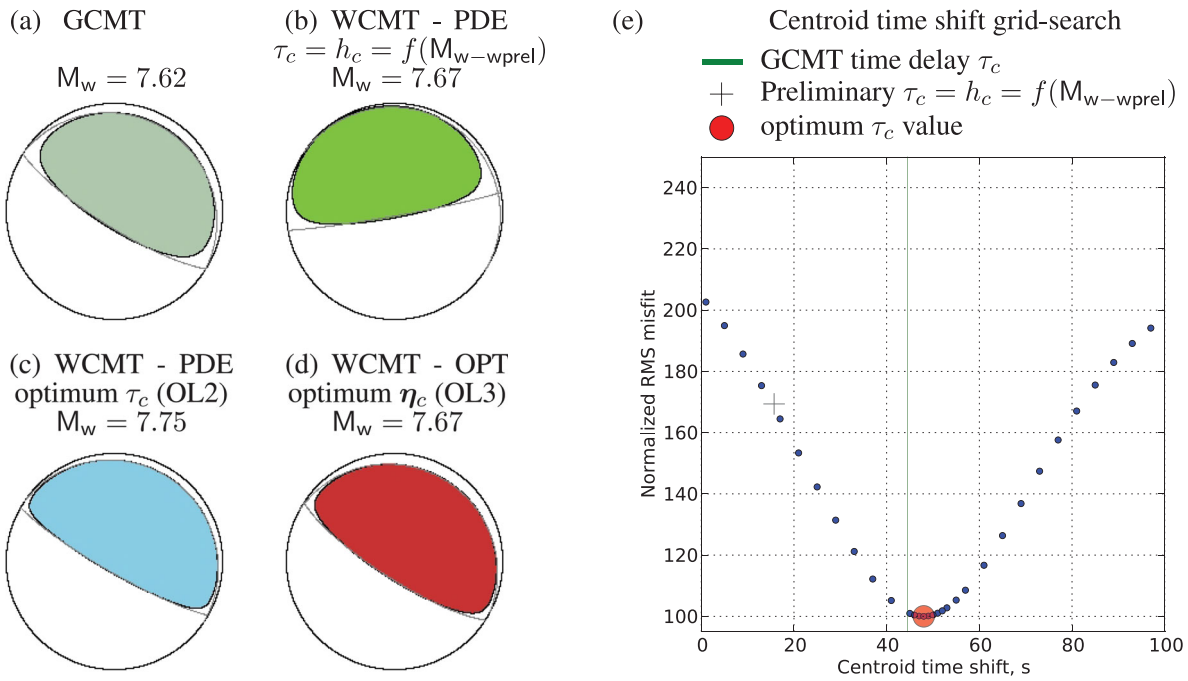 (a) GCMT
M_w = 7.62
(b) WCMT - PDE
τ_c = h_c = f(M_w−wprel)
M_w = 7.67
(c) WCMT - PDE
optimum τ_c (OL2)
M_w = 7.75
(d) WCMT - OPT
optimum η_c (OL3)
M_w = 7.67
(e) Centroid time shift grid-search
GCMT time delay τ_c
Preliminary τ_c = h_c = f(M_w−wprel)
optimum τ_c value
Normalized RMS misfit
240
220
200
180
160
140
120
100
0 20 40 60 80 100
Centroid time shift, s